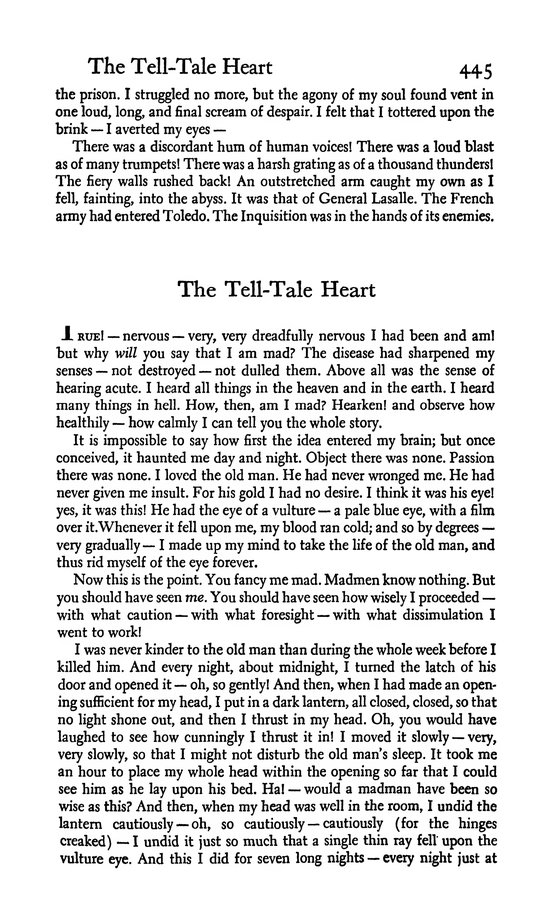 The Tell-Tale Heart 445
the prison. I struggled no more, but the agony of my soul found vent in
one loud, long, and final scream of despair. I felt that I tottered upon the
brink — I averted my eyes —
There was a discordant hum of human voices! There was a loud blast
as of many trumpets! There was a harsh grating as of a thousand thunders!
The fiery walls rushed back! An outstretched arm caught my own as I
fell, fainting, into the abyss. It was that of General Lasalle. The French
army had entered Toledo. The Inquisition was in the hands of its enemies.
The Tell-Tale Heart
TRUE! — nervous — very, very dreadfully nervous I had been and am!
but why will you say that I am mad? The disease had sharpened my
senses — not destroyed — not dulled them. Above all was the sense of
hearing acute. I heard all things in the heaven and in the earth. I heard
many things in hell. How, then, am I mad? Hearken! and observe how
healthily — how calmly I can tell you the whole story.
It is impossible to say how first the idea entered my brain; but once
conceived, it haunted me day and night. Object there was none. Passion
there was none. I loved the old man. He had never wronged me. He had
never given me insult. For his gold I had no desire. I think it was his eye!
yes, it was this! He had the eye of a vulture — a pale blue eye, with a film
over it.Whenever it fell upon me, my blood ran cold; and so by degrees —
very gradually — I made up my mind to take the life of the old man, and
thus rid myself of the eye forever.
Now this is the point. You fancy me mad. Madmen know nothing. But
you should have seen me. You should have seen how wisely I proceeded —
with what caution — with what foresight — with what dissimulation I
went to work!
I was never kinder to the old man than during the whole week before I
killed him. And every night, about midnight, I turned the latch of his
door and opened it — oh, so gently! And then, when I had made an open-
ing sufficient for my head, I put in a dark lantern, all closed, closed, so that
no light shone out, and then I thrust in my head. Oh, you would have
laughed to see how cunningly I thrust it in! I moved it slowly — very,
very slowly, so that I might not disturb the old man's sleep. It took me
an hour to place my whole head within the opening so far that I could
see him as he lay upon his bed. Ha! — would a madman have been so
wise as this? And then, when my head was well in the room, I undid the
lantern cautiously — oh, so cautiously — cautiously (for the hinges
creaked) — I undid it just so much that a single thin ray fell upon the
vulture eye. And this I did for seven long nights — every night just at